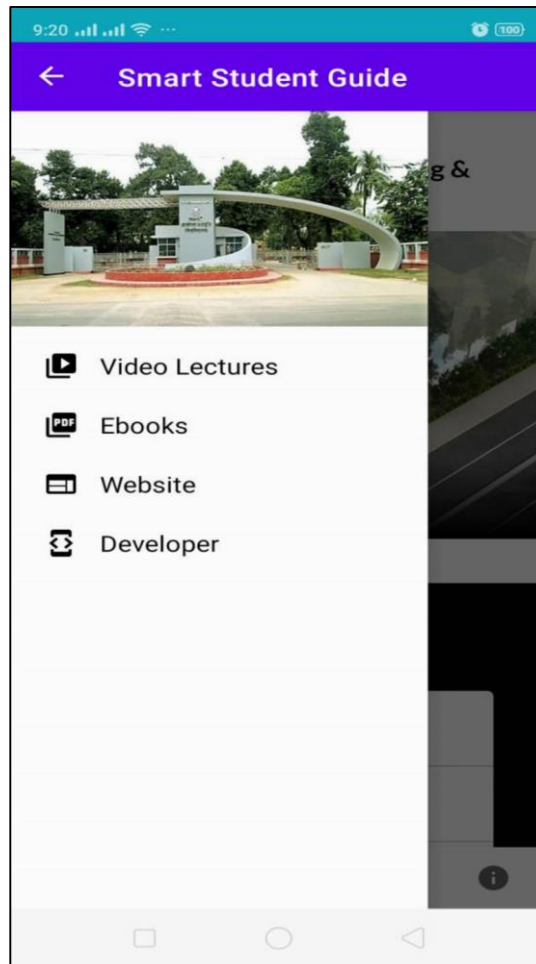 9:20
100
Smart Student Guide
g &
Video Lectures
PDF
Ebooks
Website
Developer